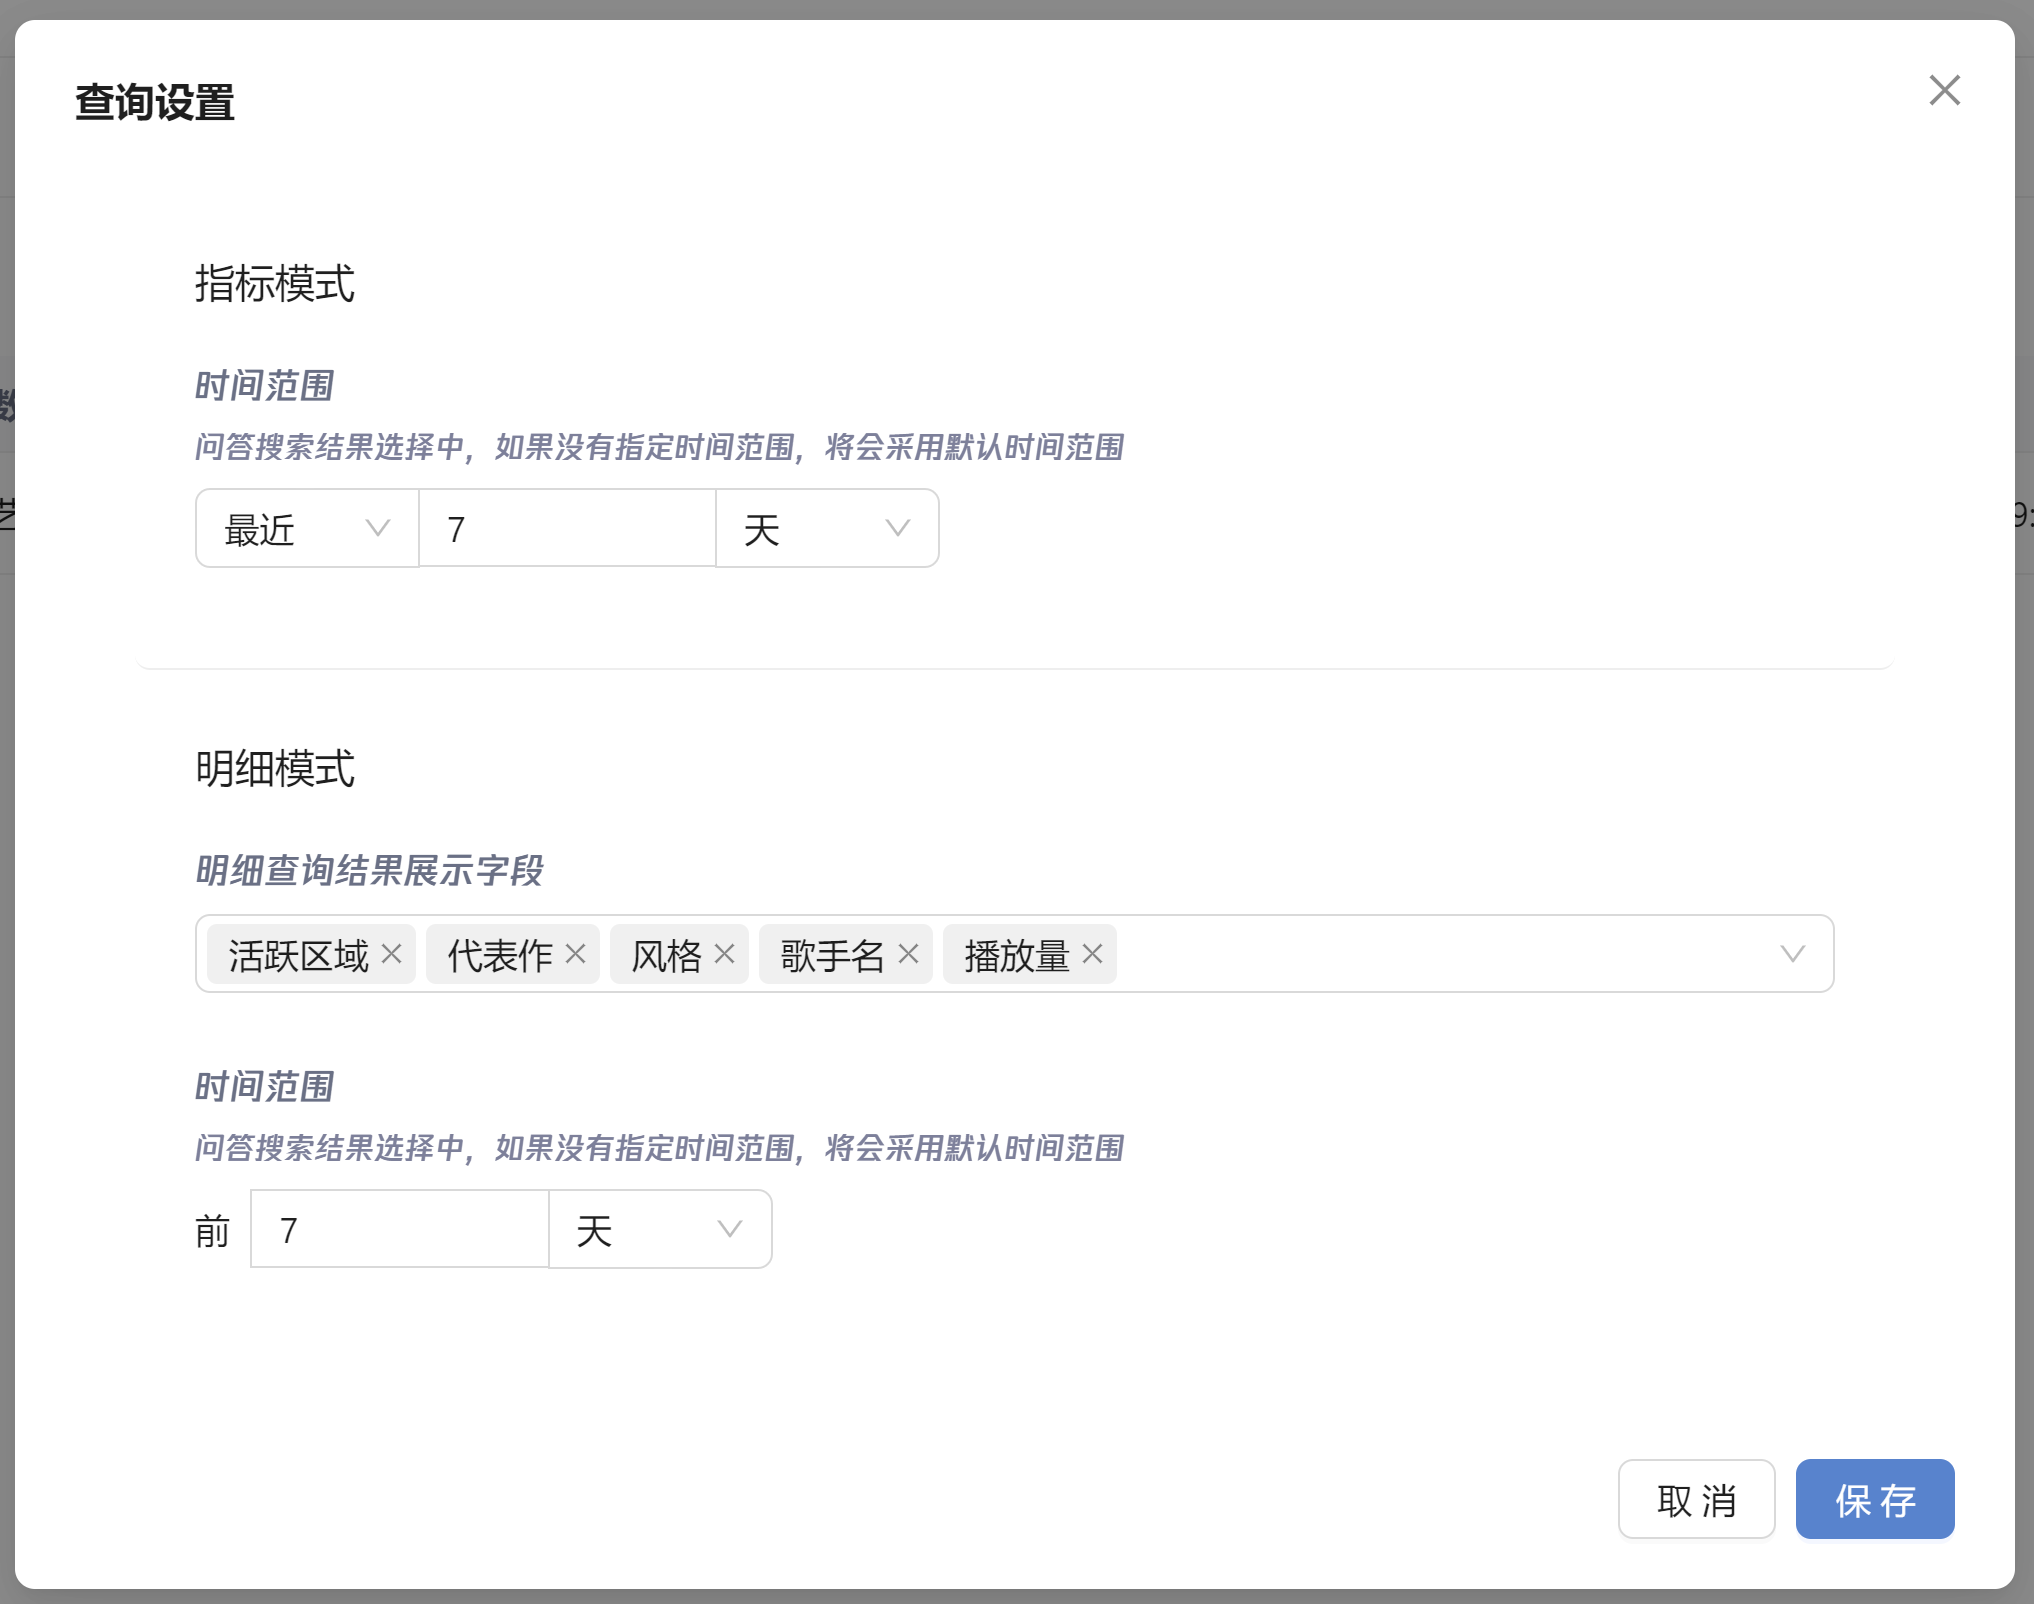 查询设置
指标模式
时间范围
问答搜索结果选择中，如果没有指定时间范围，将会采用默认时间范围
最近 7 天
明细模式
明细查询结果展示字段
活跃区域 代表作 风格 歌手名 播放量
时间范围
问答搜索结果选择中，如果没有指定时间范围，将会采用默认时间范围
前 7 天
取消 保存